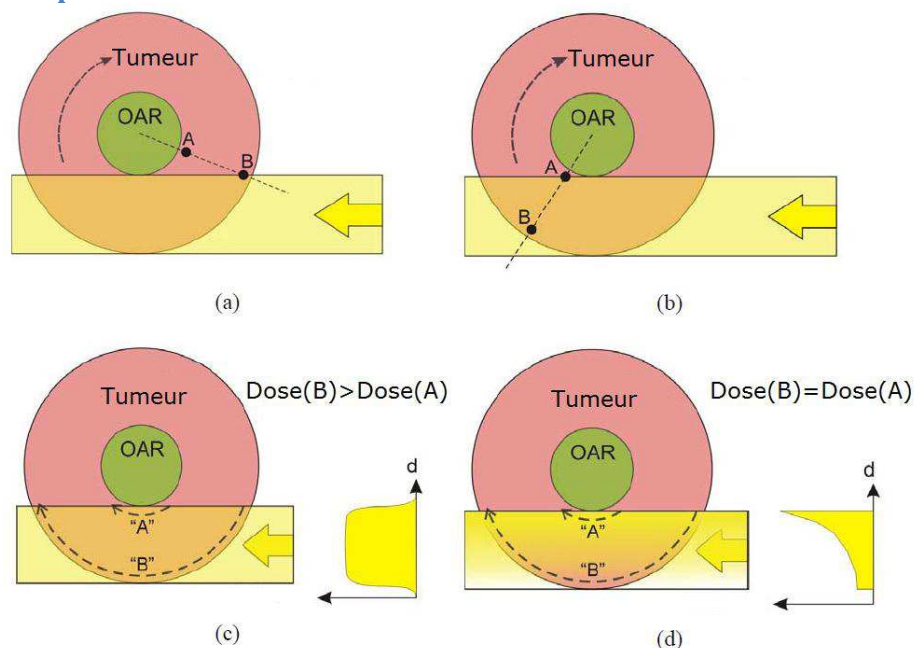 Tumeur
OAR
A
B
(a)
Tumeur
OAR
A
B
(b)
Tumeur
OAR
"A"
"B"
Dose(B)>Dose(A)
d
(c)
Tumeur
OAR
"A"
"B"
Dose(B)=Dose(A)
d
(d)